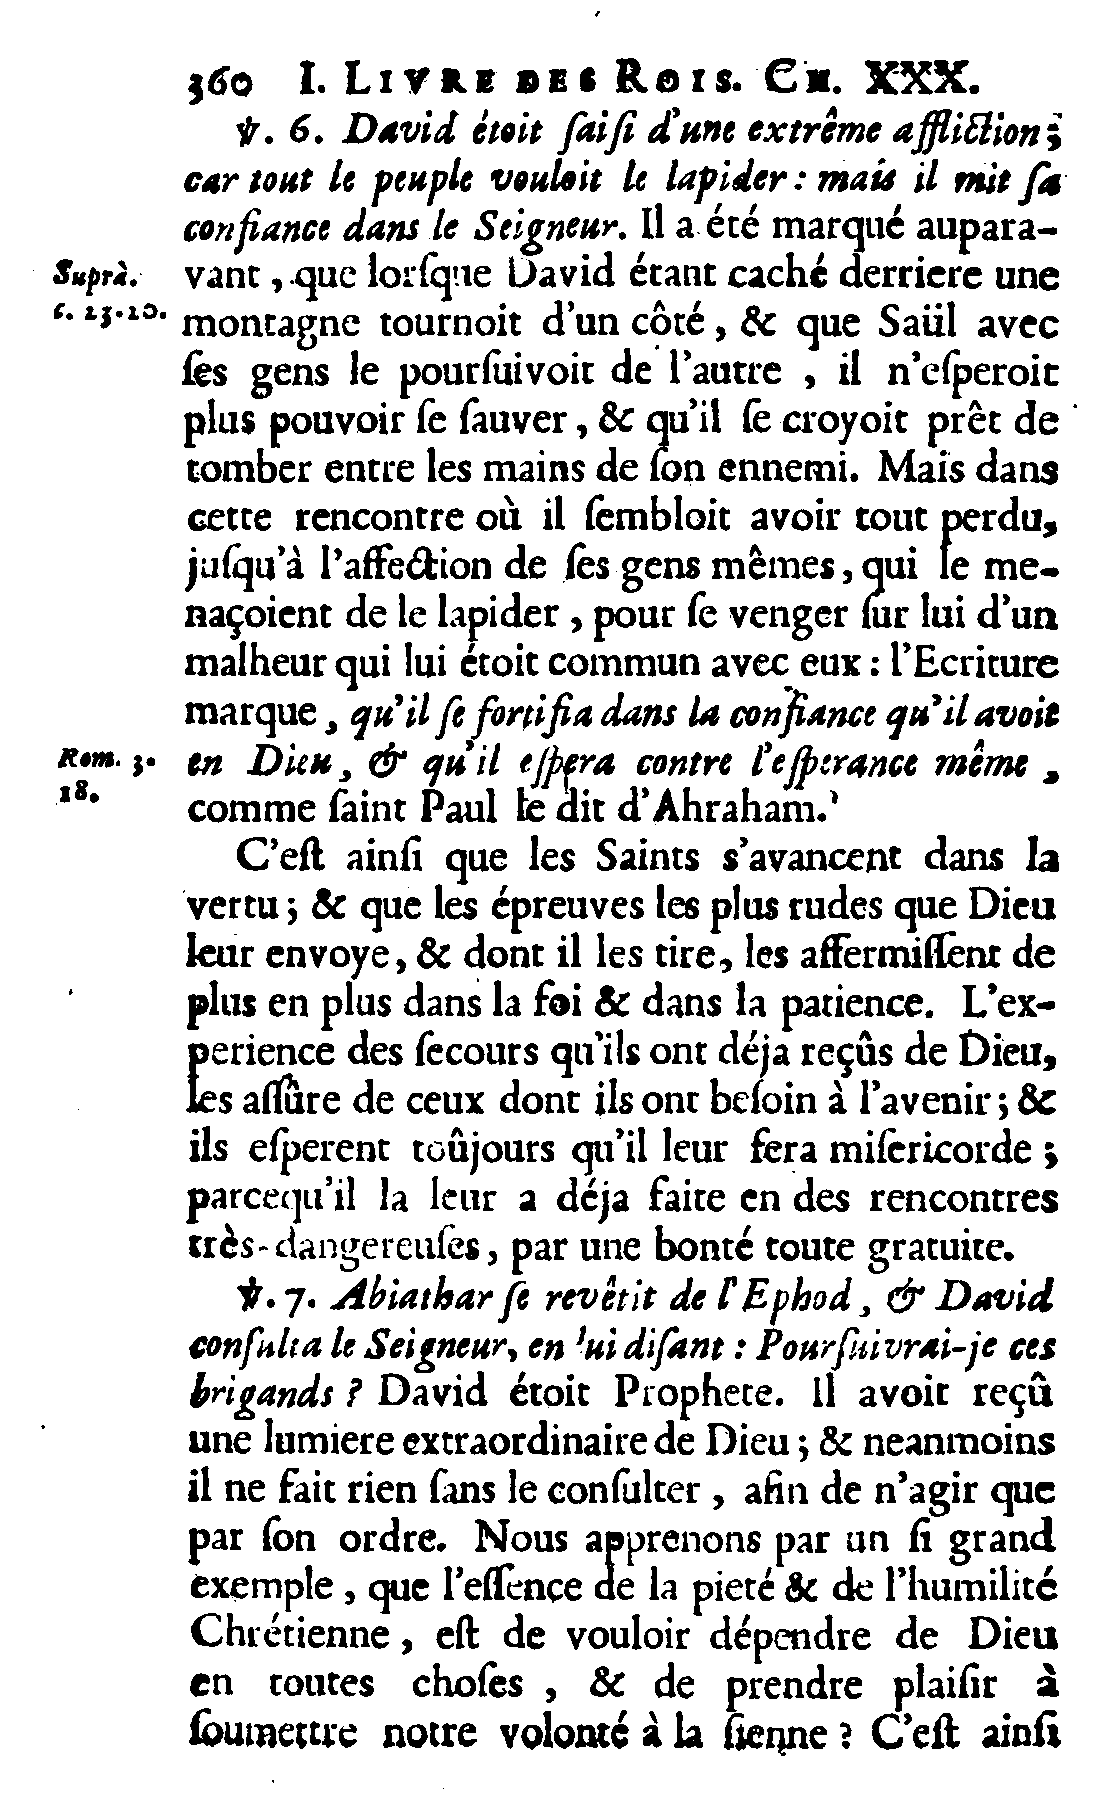 360 I. LIVRE DES ROIS. CH. XXX.
℣. 6. David étoit ſaiſi d'une extrême affliction;
car tout le peuple vouloit le lapider: mais il mit ſa
confiance dans le Seigneur. Il a été marqué aupara-
vant, que lorſque David étant caché derriere une
Suprà.
c. 23. 20.
montagne tournoit d'un côté, & que Saül avec
ſes gens le pourſuivoit de l'autre, il n'eſperoit
plus pouvoir ſe ſauver, & qu'il ſe croyoit prêt de
tomber entre les mains de ſon ennemi. Mais dans
cette rencontre où il ſembloit avoir tout perdu,
juſqu'à l'affection de ſes gens mêmes, qui le me-
naçoient de le lapider, pour ſe venger ſur lui d'un
malheur qui lui étoit commun avec eux: l'Ecriture
marque, qu'il ſe fortifia dans la confiance qu'il avoit
Rom. 3.
18.
en Dieu, & qu'il eſpera contre l'eſperance même,
comme ſaint Paul le dit d'Ahraham.
C'eſt ainſi que les Saints s'avancent dans la
vertu; & que les épreuves les plus rudes que Dieu
leur envoye, & dont il les tire, les affermiſſent de
plus en plus dans la foi & dans la patience. L'ex-
perience des ſecours qu'ils ont déja reçûs de Dieu,
les aſſûre de ceux dont ils ont beſoin à l'avenir; &
ils eſperent toûjours qu'il leur fera miſericorde;
parcequ'il la leur a déja faite en des rencontres
très-dangereuſes, par une bonté toute gratuite.
℣. 7. Abiathar ſe revêtit de l'Ephod, & David
conſulta le Seigneur, en lui diſant: Pourſuivrai-je ces
brigands? David étoit Prophete. Il avoit reçû
une lumiere extraordinaire de Dieu; & neanmoins
il ne fait rien ſans le conſulter, afin de n'agir que
par ſon ordre. Nous apprenons par un ſi grand
exemple, que l'eſſence de la pieté & de l'humilité
Chrétienne, eſt de vouloir dépendre de Dieu
en toutes choſes, & de prendre plaiſir à
ſoumettre notre volonté à la ſienne? C'eſt ainſi